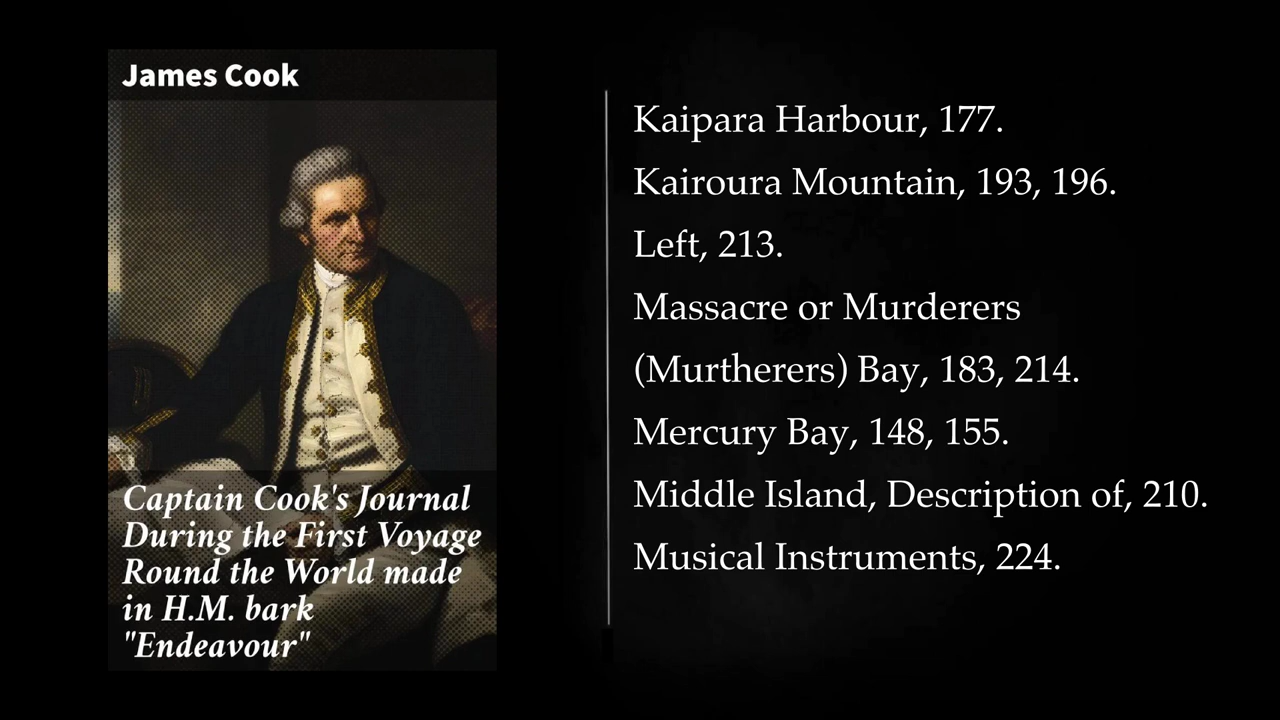 James Cook
Captain Cook's Journal
During the First Voyage
Round the World made
in H.M. bark
"Endeavour"
Kaipara Harbour, 177.
Kairoura Mountain, 193, 196.
Left, 213.
Massacre or Murderers
(Murtherers) Bay, 183, 214.
Mercury Bay, 148, 155.
Middle Island, Description of, 210.
Musical Instruments, 224.